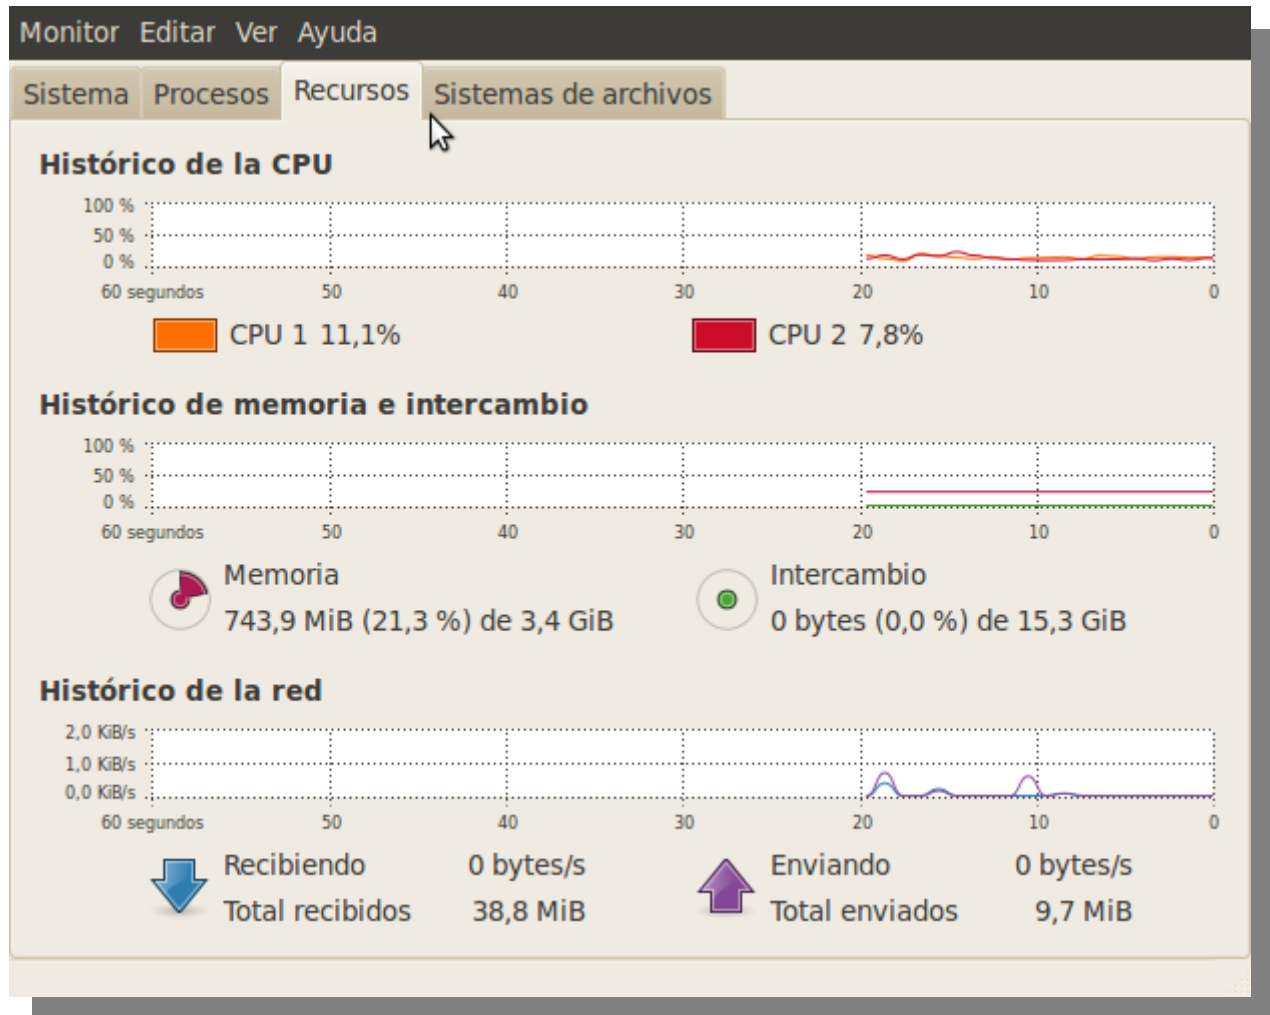 Monitor Editar Ver Ayuda
Sistema Procesos Recursos Sistemas de archivos
Histórico de la CPU
100 %
50 %
0 %
60 segundos 50 40 30 20 10 0
CPU 1 11,1% CPU 2 7,8%
Histórico de memoria e intercambio
100 %
50 %
0 %
60 segundos 50 40 30 20 10 0
Memoria Intercambio
743,9 MiB (21,3 %) de 3,4 GiB 0 bytes (0,0 %) de 15,3 GiB
Histórico de la red
2,0 KiB/s
1,0 KiB/s
0,0 KiB/s
60 segundos 50 40 30 20 10 0
Recibiendo 0 bytes/s Enviando 0 bytes/s
Total recibidos 38,8 MiB Total enviados 9,7 MiB